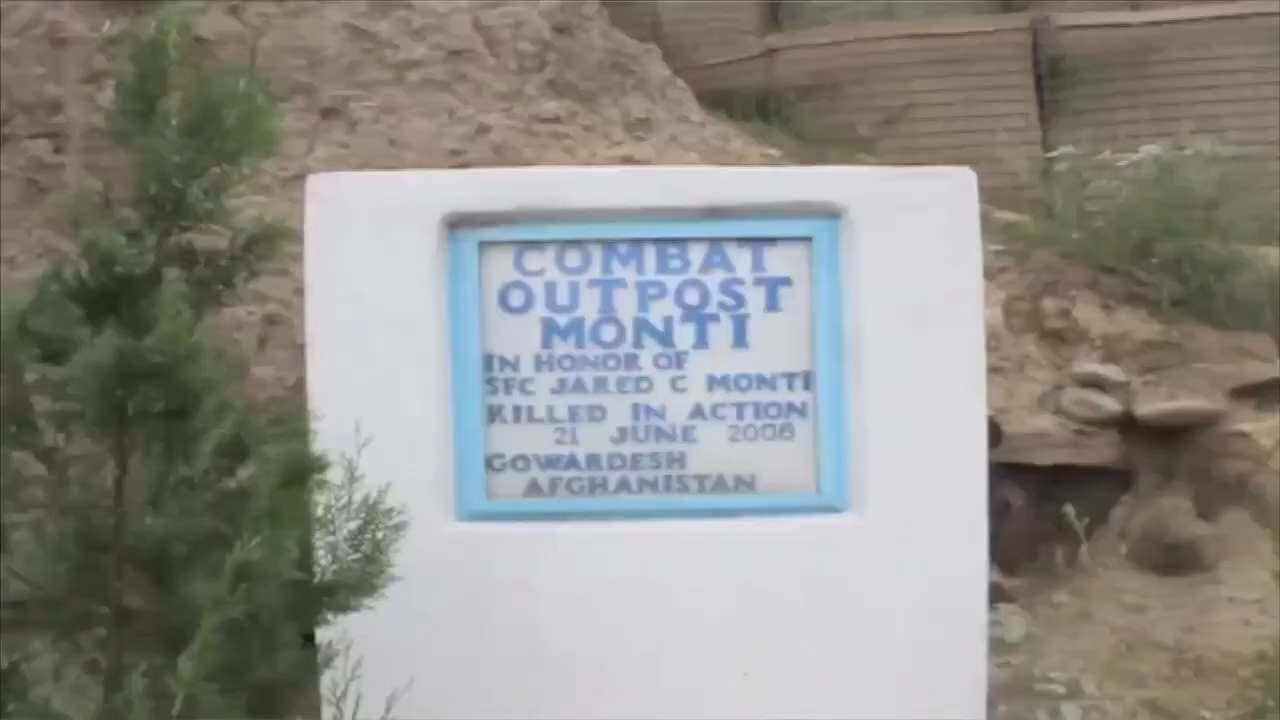 COMBAT
OUTPOST
MONTI
IN HONOR OF
SFC JARED C MONTI
KILLED IN ACTION
21 JUNE 2006
GOWARDESH
AFGHANISTAN